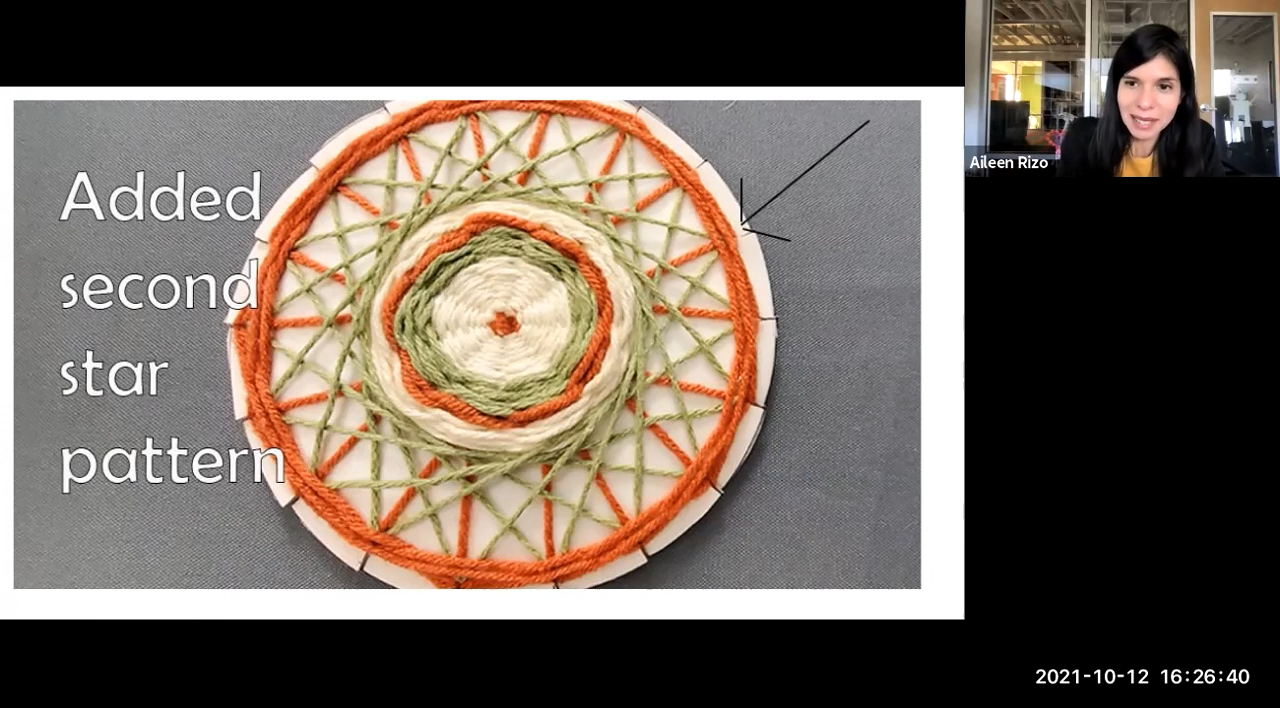 Added
second
star
pattern
Aileen Rizo
2021-10-12 16:26:40